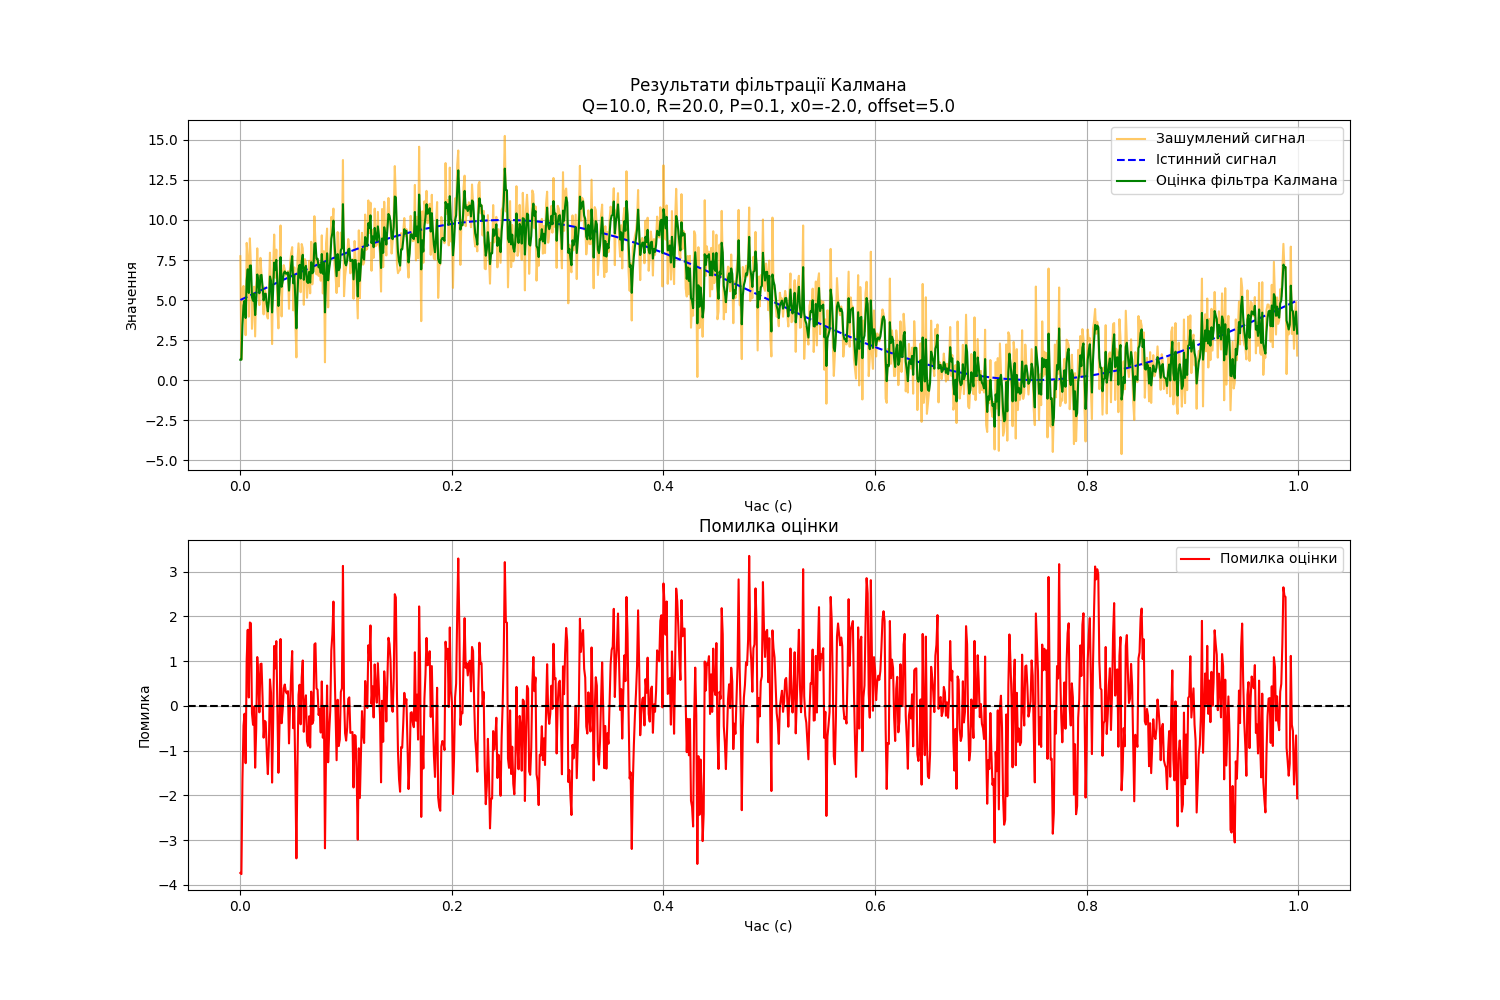 Результати фільтрації Калмана
Q=10.0, R=20.0, P=0.1, x0=-2.0, offset=5.0
Зашумлений сигнал
Істинний сигнал
Оцінка фільтра Калмана
Значення
15.0
12.5
10.0
7.5
5.0
2.5
0.0
−2.5
−5.0
0.0 0.2 0.4 0.6 0.8 1.0
Час (с)
Помилка оцінки
Помилка оцінки
Помилка
3
2
1
0
−1
−2
−3
−4
0.0 0.2 0.4 0.6 0.8 1.0
Час (с)